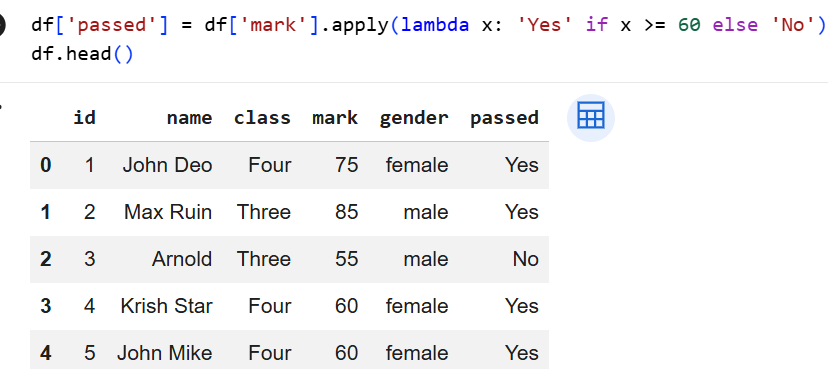 df['passed'] = df['mark'].apply(lambda x: 'Yes' if x >= 60 else 'No')
df.head()
id name class mark gender passed
0 1 John Deo Four 75 female Yes
1 2 Max Ruin Three 85 male Yes
2 3 Arnold Three 55 male No
3 4 Krish Star Four 60 female Yes
4 5 John Mike Four 60 female Yes